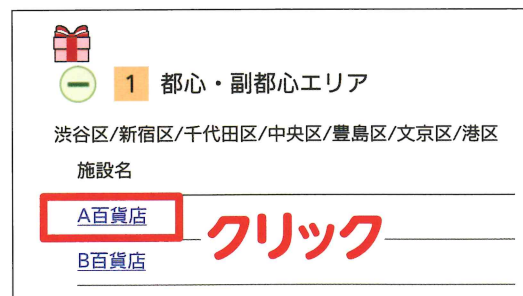 1 都心・副都心エリア
渋谷区/新宿区/千代田区/中央区/豊島区/文京区/港区
施設名
A百貨店
クリック
B百貨店